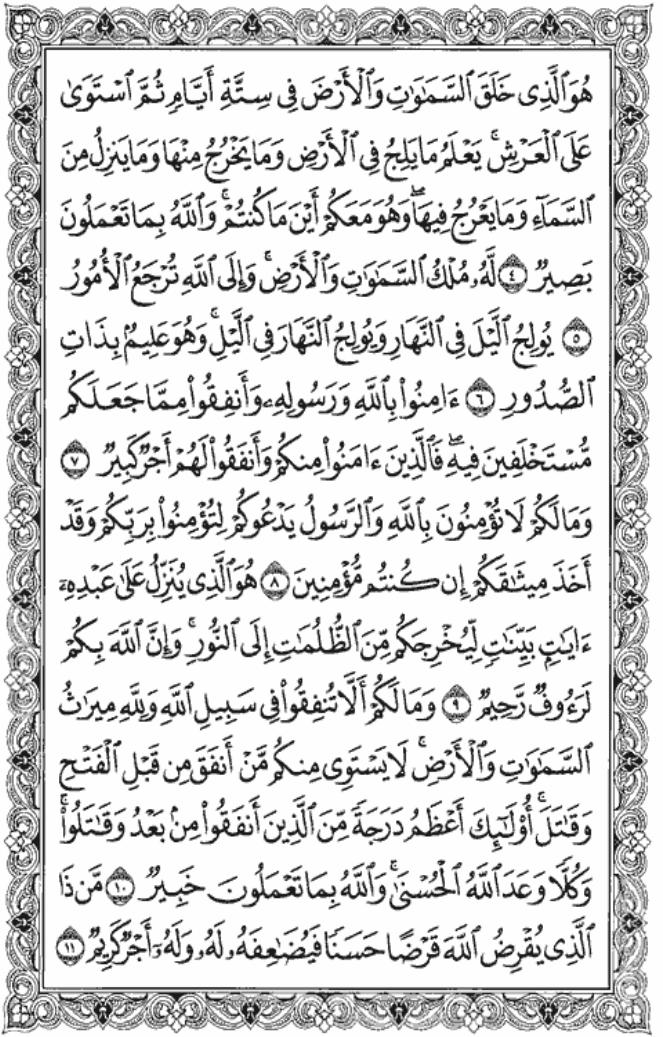 هُوَ ٱلَّذِى خَلَقَ ٱلسَّمَٰوَٰتِ وَٱلْأَرْضَ فِى سِتَّةِ أَيَّامٍ ثُمَّ ٱسْتَوَىٰ
عَلَى ٱلْعَرْشِ ۚ يَعْلَمُ مَا يَلِجُ فِى ٱلْأَرْضِ وَمَا يَخْرُجُ مِنْهَا وَمَا يَنزِلُ مِنَ
ٱلسَّمَآءِ وَمَا يَعْرُجُ فِيهَا ۖ وَهُوَ مَعَكُمْ أَيْنَ مَا كُنتُمْ ۚ وَٱللَّهُ بِمَا تَعْمَلُونَ
بَصِيرٌ ٤ لَّهُۥ مُلْكُ ٱلسَّمَٰوَٰتِ وَٱلْأَرْضِ ۚ وَإِلَى ٱللَّهِ تُرْجَعُ ٱلْأُمُورُ
٥ يُولِجُ ٱلَّيْلَ فِى ٱلنَّهَارِ وَيُولِجُ ٱلنَّهَارَ فِى ٱلَّيْلِ ۚ وَهُوَ عَلِيمٌۢ بِذَاتِ
ٱلصُّدُورِ ٦ ءَامِنُوا۟ بِٱللَّهِ وَرَسُولِهِۦ وَأَنفِقُوا۟ مِمَّا جَعَلَكُم
مُّسْتَخْلَفِينَ فِيهِ ۖ فَٱلَّذِينَ ءَامَنُوا۟ مِنكُمْ وَأَنفَقُوا۟ لَهُمْ أَجْرٌ كَبِيرٌ ٧
وَمَا لَكُمْ لَا تُؤْمِنُونَ بِٱللَّهِ وَٱلرَّسُولُ يَدْعُوكُمْ لِتُؤْمِنُوا۟ بِرَبِّكُمْ وَقَدْ
أَخَذَ مِيثَٰقَكُمْ إِن كُنتُم مُّؤْمِنِينَ ٨ هُوَ ٱلَّذِى يُنَزِّلُ عَلَىٰ عَبْدِهِۦٓ
ءَايَٰتٍۭ بَيِّنَٰتٍ لِّيُخْرِجَكُم مِّنَ ٱلظُّلُمَٰتِ إِلَى ٱلنُّورِ ۚ وَإِنَّ ٱللَّهَ بِكُمْ
لَرَءُوفٌ رَّحِيمٌ ٩ وَمَا لَكُمْ أَلَّا تُنفِقُوا۟ فِى سَبِيلِ ٱللَّهِ وَلِلَّهِ مِيرَٰثُ
ٱلسَّمَٰوَٰتِ وَٱلْأَرْضِ ۚ لَا يَسْتَوِى مِنكُم مَّنْ أَنفَقَ مِن قَبْلِ ٱلْفَتْحِ
وَقَٰتَلَ ۚ أُو۟لَٰٓئِكَ أَعْظَمُ دَرَجَةً مِّنَ ٱلَّذِينَ أَنفَقُوا۟ مِنۢ بَعْدُ وَقَٰتَلُوا۟ ۚ
وَكُلًّا وَعَدَ ٱللَّهُ ٱلْحُسْنَىٰ ۚ وَٱللَّهُ بِمَا تَعْمَلُونَ خَبِيرٌ ١٠ مَّن ذَا
ٱلَّذِى يُقْرِضُ ٱللَّهَ قَرْضًا حَسَنًا فَيُضَٰعِفَهُۥ لَهُۥ وَلَهُۥٓ أَجْرٌ كَرِيمٌ ١١